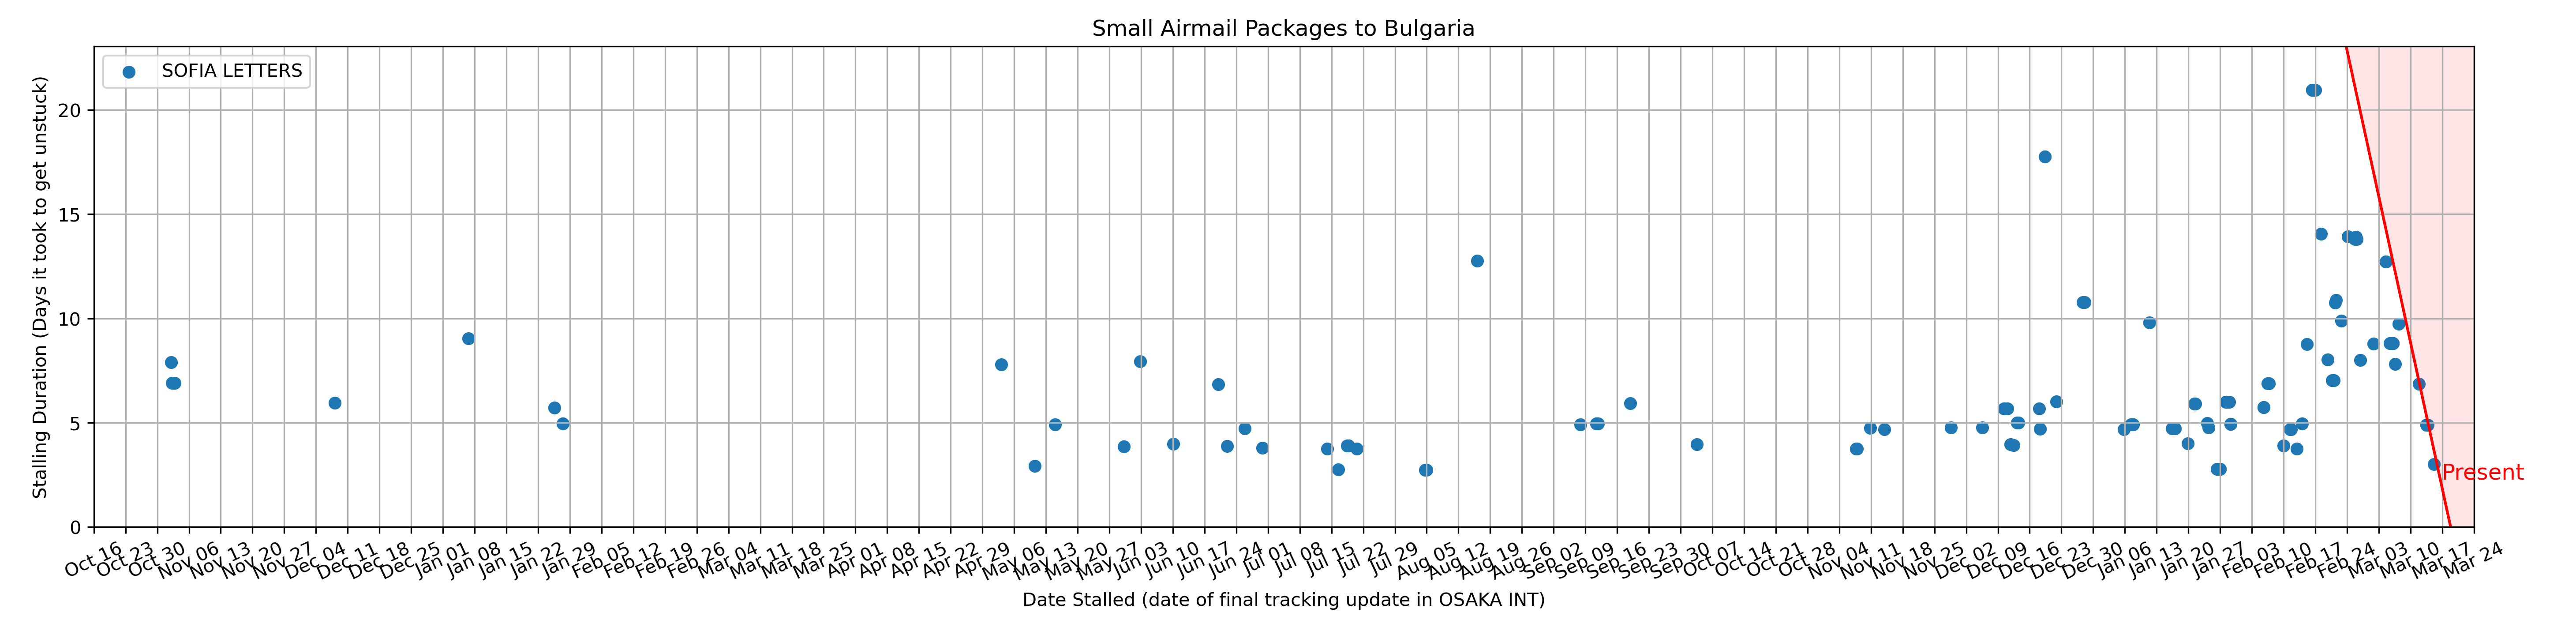 Small Airmail Packages to Bulgaria
SOFIA LETTERS
Stalling Duration (Days it took to get unstuck)
20
15
10
5
0
Present
Oct 16 Oct 23 Oct 30 Nov 06 Nov 13 Nov 20 Nov 27 Dec 04 Dec 11 Dec 18 Dec 25 Jan 01 Jan 08 Jan 15 Jan 22 Jan 29 Feb 05 Feb 12 Feb 19 Feb 26 Mar 04 Mar 11 Mar 18 Mar 25 Apr 01 Apr 08 Apr 15 Apr 22 Apr 29 May 06 May 13 May 20 May 27 Jun 03 Jun 10 Jun 17 Jun 24 Jul 01 Jul 08 Jul 15 Jul 22 Jul 29 Aug 05 Aug 12 Aug 19 Aug 26 Sep 02 Sep 09 Sep 16 Sep 23 Sep 30 Oct 07 Oct 14 Oct 21 Oct 28 Nov 04 Nov 11 Nov 18 Nov 25 Dec 02 Dec 09 Dec 16 Dec 23 Dec 30 Jan 06 Jan 13 Jan 20 Jan 27 Feb 03 Feb 10 Feb 17 Feb 24 Mar 03 Mar 10 Mar 17 Mar 24
Date Stalled (date of final tracking update in OSAKA INT)